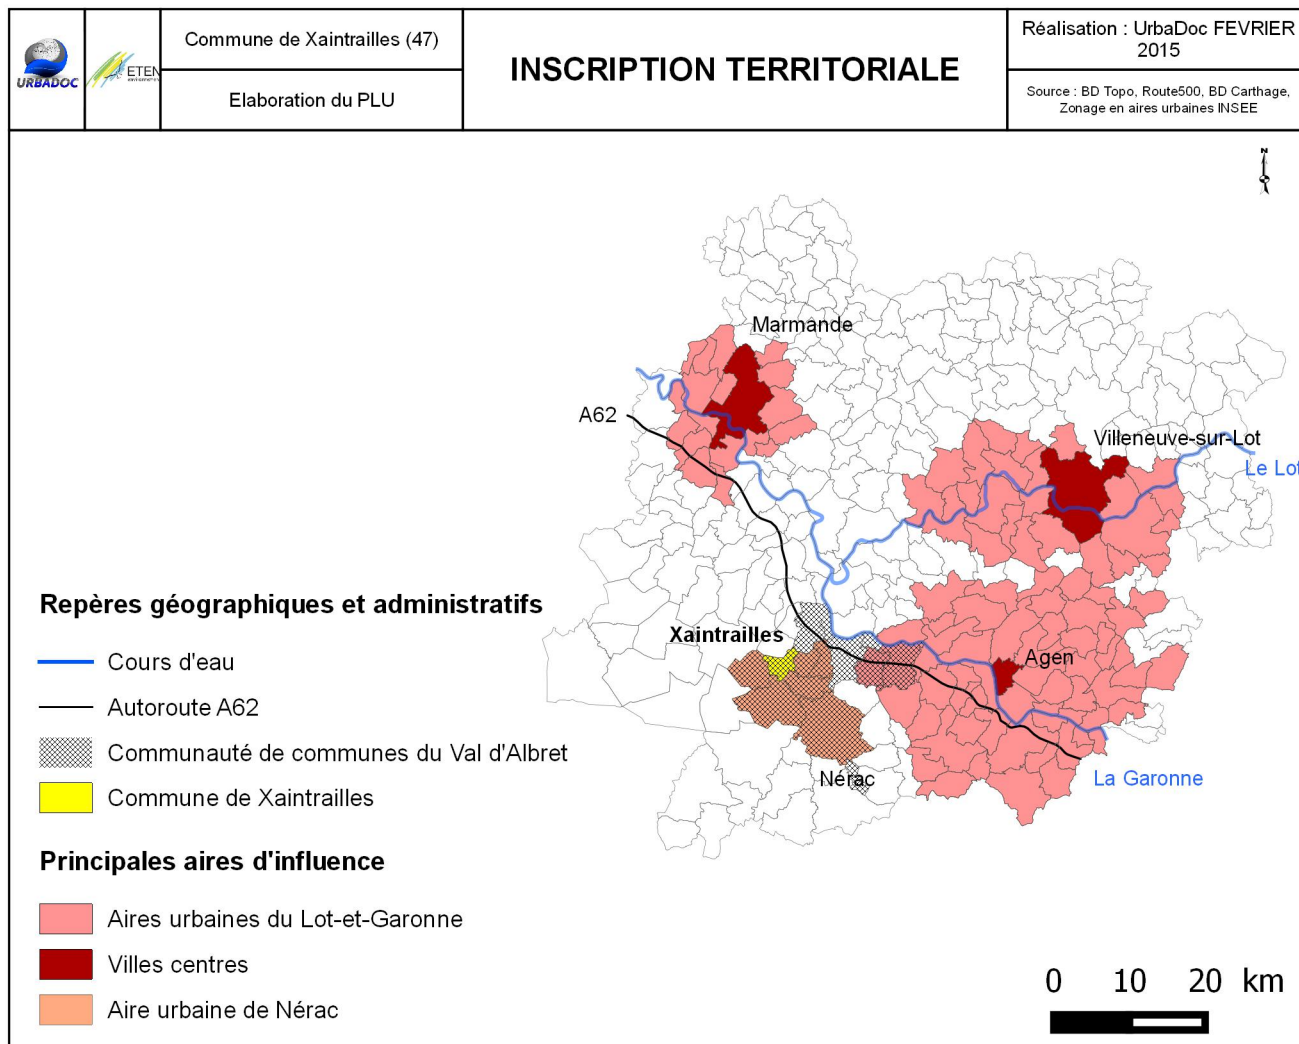 URBADOC
ETEN
environnement
Commune de Xaintrailles (47)
Elaboration du PLU
INSCRIPTION TERRITORIALE
Réalisation : UrbaDoc FEVRIER
2015
Source : BD Topo, Route500, BD Carthage,
Zonage en aires urbaines INSEE
N
Marmande
A62
Villeneuve-sur-Lot
Le Lot
Xaintrailles
Agen
Nérac
La Garonne
Repères géographiques et administratifs
Cours d'eau
Autoroute A62
Communauté de communes du Val d'Albret
Commune de Xaintrailles
Principales aires d'influence
Aires urbaines du Lot-et-Garonne
Villes centres
Aire urbaine de Nérac
0 10 20 km